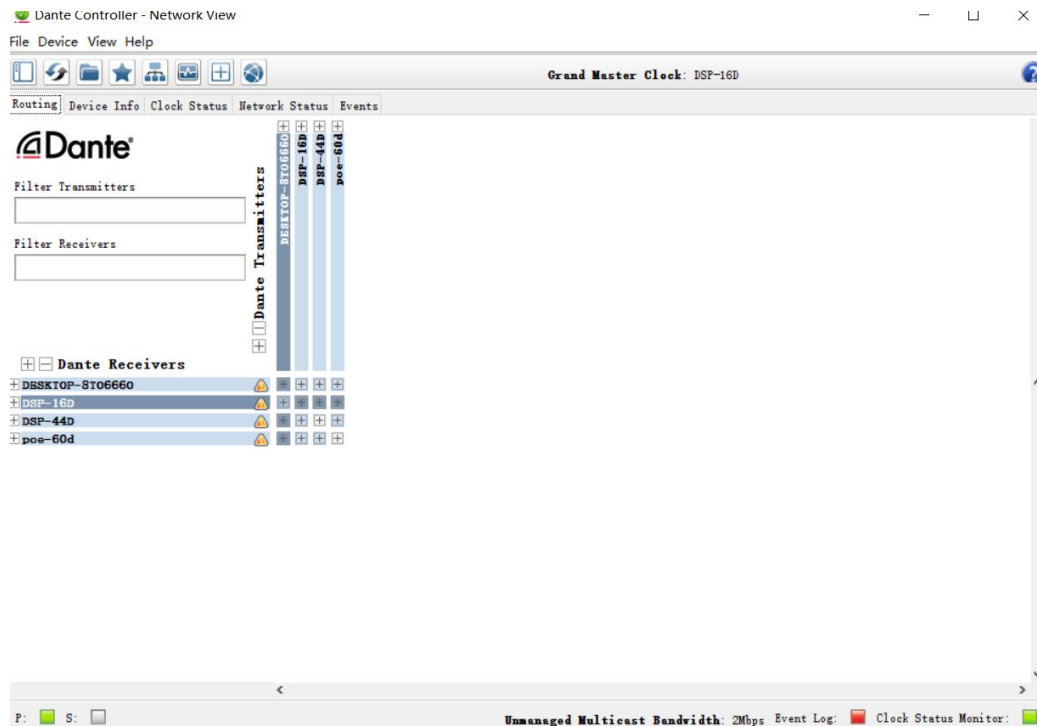 Dante Controller - Network View
File Device View Help
Grand Master Clock: DSP-16D
Routing Device Info Clock Status Network Status Events
Dante
Filter Transmitters
Filter Receivers
Dante Transmitters
DESKTOP-8TO6660
DSP-16D
DSP-44D
poe-60d
Dante Receivers
DESKTOP-8TO6660
DSP-16D
DSP-44D
poe-60d
P: S: Unmanaged Multicast Bandwidth: 2Mbps Event Log: Clock Status Monitor: